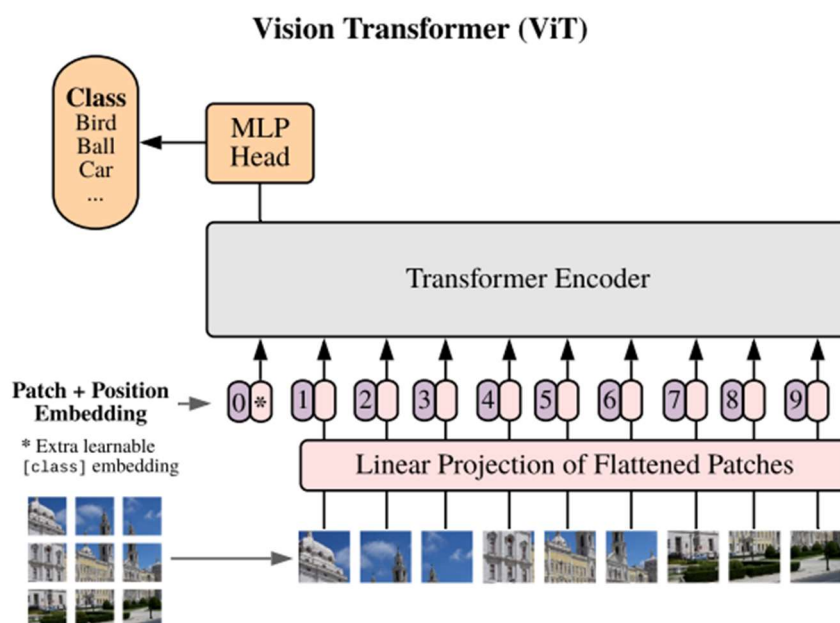 Vision Transformer (ViT)
Class
Bird
Ball
Car
...
MLP
Head
Transformer Encoder
Patch + Position
Embedding
0 * 1 2 3 4 5 6 7 8 9
* Extra learnable
[class] embedding
Linear Projection of Flattened Patches